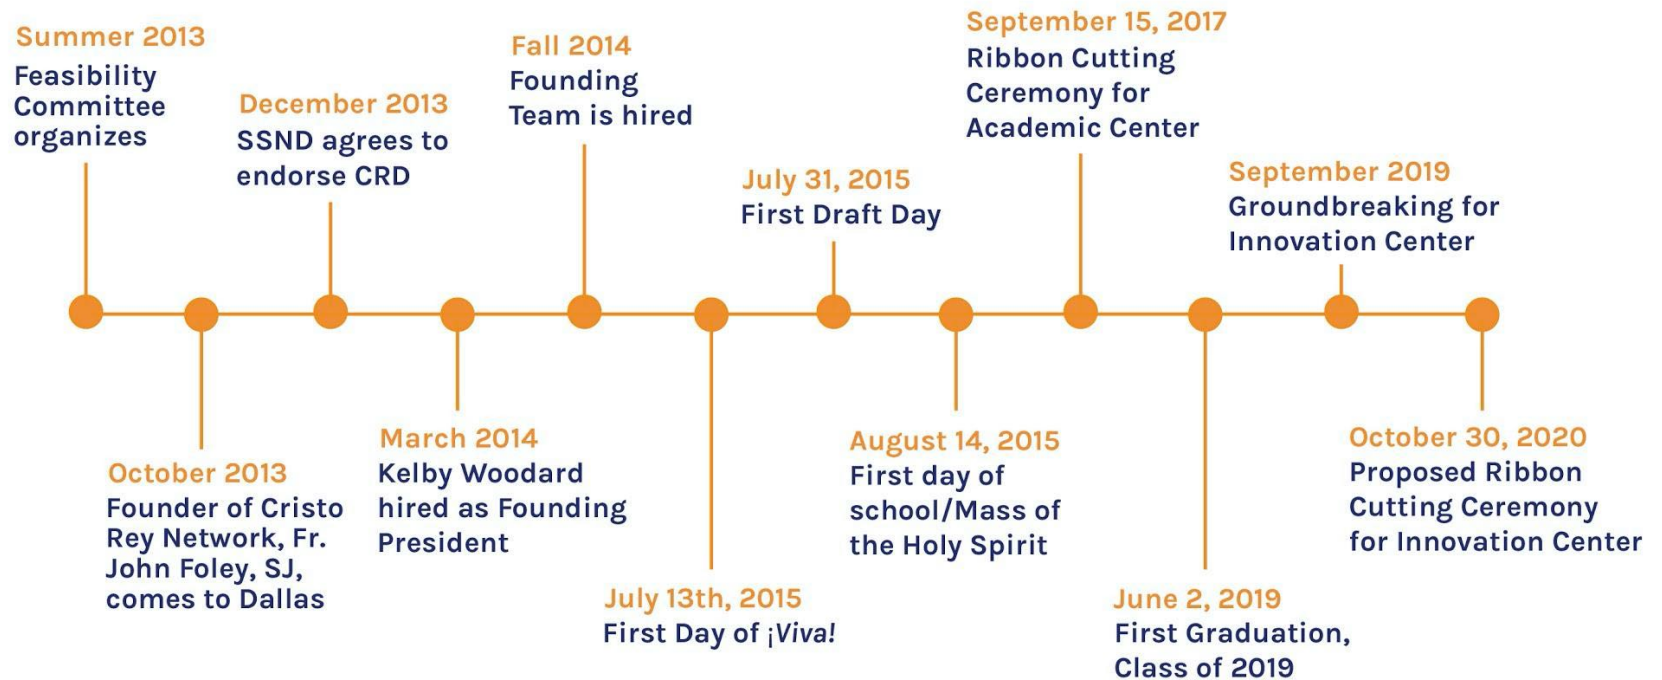 Summer 2013
Feasibility
Committee
organizes
October 2013
Founder of Cristo
Rey Network, Fr.
John Foley, SJ,
comes to Dallas
December 2013
SSND agrees to
endorse CRD
March 2014
Kelby Woodard
hired as Founding
President
Fall 2014
Founding
Team is hired
July 13th, 2015
First Day of ¡Viva!
July 31, 2015
First Draft Day
August 14, 2015
First day of
school/Mass of
the Holy Spirit
September 15, 2017
Ribbon Cutting
Ceremony for
Academic Center
June 2, 2019
First Graduation,
Class of 2019
September 2019
Groundbreaking for
Innovation Center
October 30, 2020
Proposed Ribbon
Cutting Ceremony
for Innovation Center